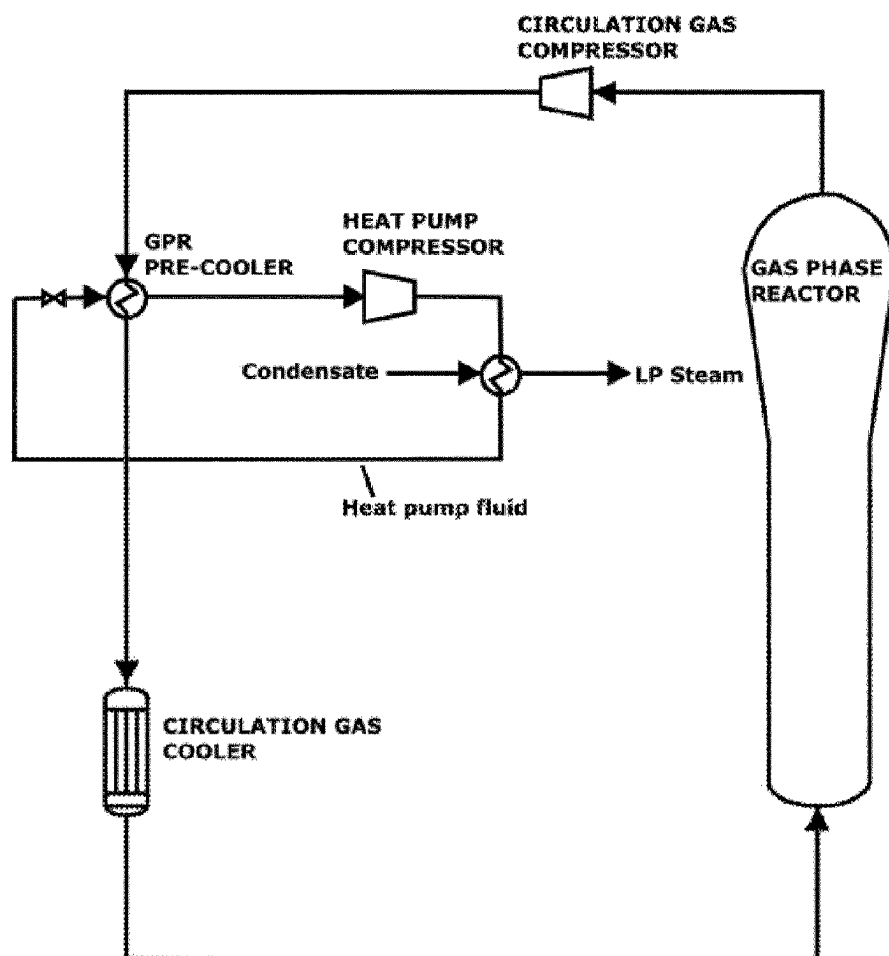 CIRCULATION GAS
COMPRESSOR
HEAT PUMP
COMPRESSOR
GPR
PRE-COOLER
GAS PHASE
REACTOR
Condensate
LP Steam
Heat pump fluid
CIRCULATION GAS
COOLER